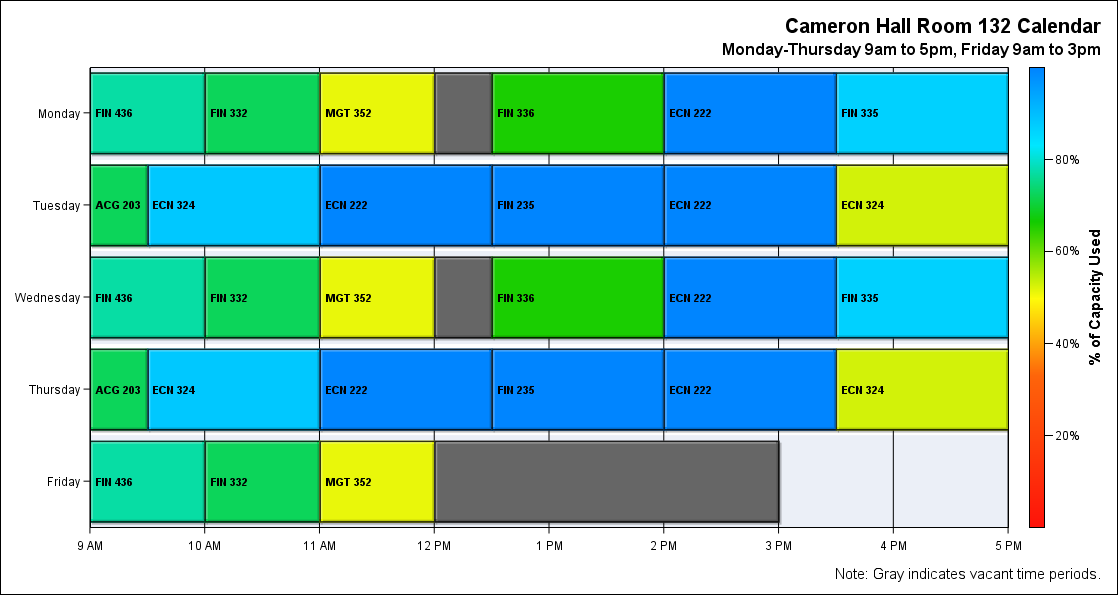 Cameron Hall Room 132 Calendar
Monday-Thursday 9am to 5pm, Friday 9am to 3pm
Monday FIN 436 FIN 332 MGT 352 FIN 336 ECN 222 FIN 335
80%
Tuesday ACG 203 ECN 324 ECN 222 FIN 235 ECN 222 ECN 324
60%
Wednesday FIN 436 FIN 332 MGT 352 FIN 336 ECN 222 FIN 335
% of Capacity Used
40%
Thursday ACG 203 ECN 324 ECN 222 FIN 235 ECN 222 ECN 324
20%
Friday FIN 436 FIN 332 MGT 352
9 AM 10 AM 11 AM 12 PM 1 PM 2 PM 3 PM 4 PM 5 PM
Note: Gray indicates vacant time periods.